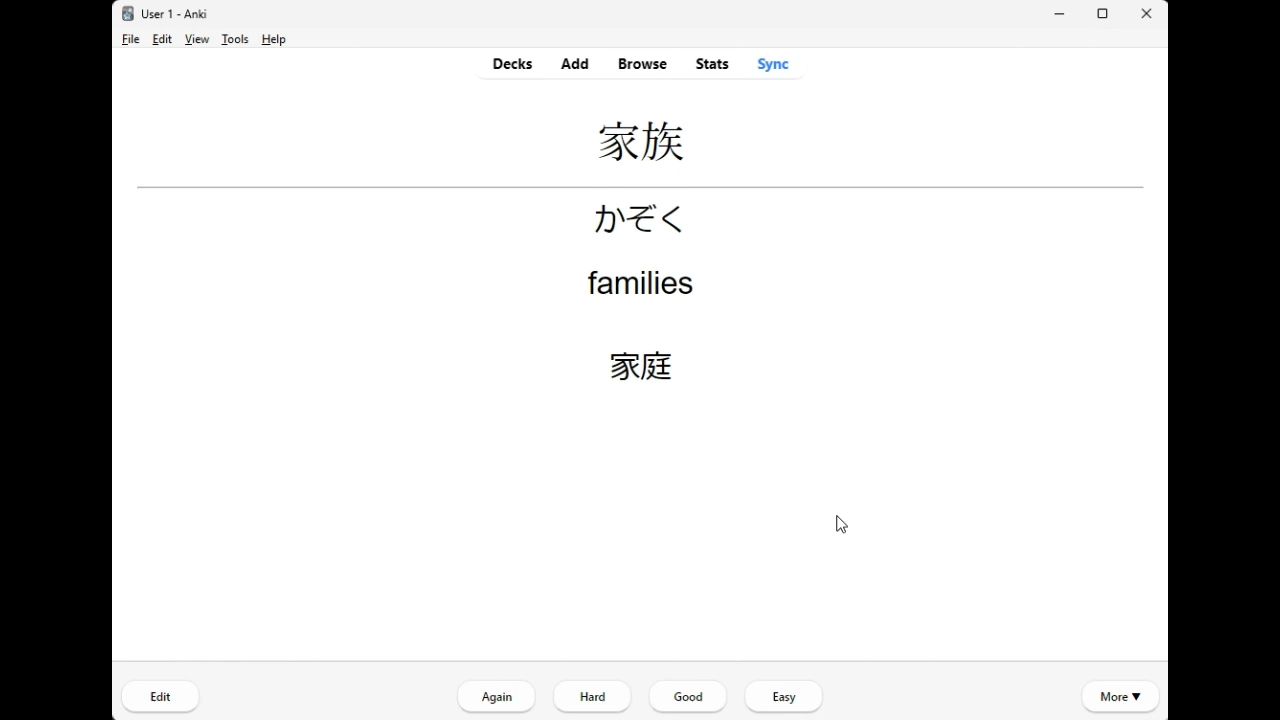 User 1 - Anki
File Edit View Tools Help
Decks Add Browse Stats Sync
家族
かぞく
families
家庭
Edit Again Hard Good Easy More ▼